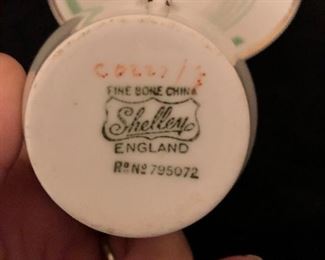 FINE BONE CHINA
Shelley
ENGLAND
Rd No 795072